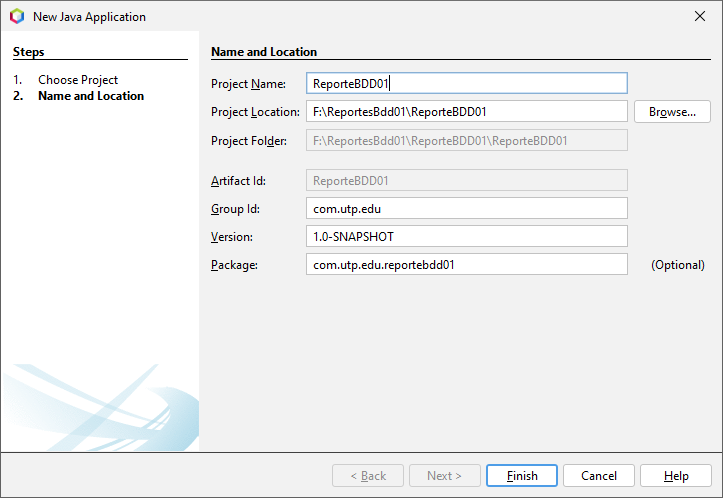 New Java Application
Steps
1. Choose Project
2. Name and Location
Name and Location
Project Name: ReporteBDD01
Project Location: F:\ReportesBdd01\ReporteBDD01 Browse...
Project Folder: F:\ReportesBdd01\ReporteBDD01\ReporteBDD01
Artifact Id: ReporteBDD01
Group Id: com.utp.edu
Version: 1.0-SNAPSHOT
Package: com.utp.edu.reportebdd01 (Optional)
< Back Next > Finish Cancel Help